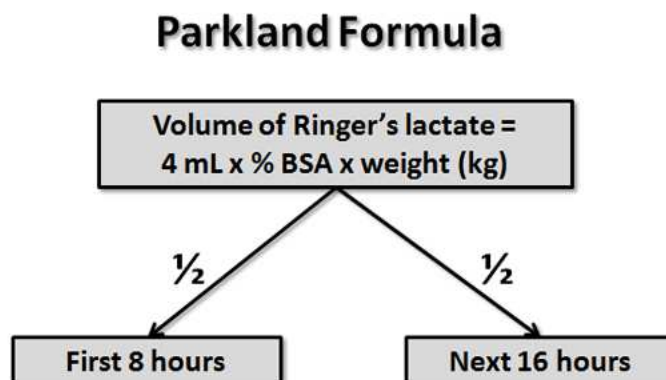 Parkland Formula
Volume of Ringer’s lactate =
4 mL x % BSA x weight (kg)
½
½
First 8 hours
Next 16 hours